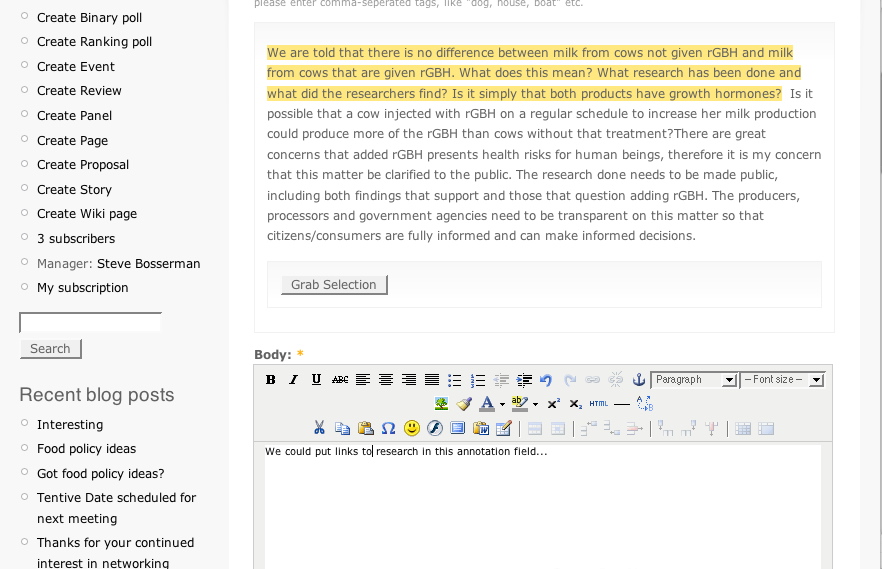 Create Binary poll
Create Ranking poll
Create Event
Create Review
Create Panel
Create Page
Create Proposal
Create Story
Create Wiki page
3 subscribers
Manager: Steve Bosserman
My subscription
Search
Recent blog posts
Interesting
Food policy ideas
Got food policy ideas?
Tentive Date scheduled for
next meeting
Thanks for your continued
interest in networking
please enter comma-seperated tags, like "dog, house, boat" etc.
We are told that there is no difference between milk from cows not given rGBH and milk
from cows that are given rGBH. What does this mean? What research has been done and
what did the researchers find? Is it simply that both products have growth hormones? Is it
possible that a cow injected with rGBH on a regular schedule to increase her milk production
could produce more of the rGBH than cows without that treatment?There are great
concerns that added rGBH presents health risks for human beings, therefore it is my concern
that this matter be clarified to the public. The research done needs to be made public,
including both findings that support and those that question adding rGBH. The producers,
processors and government agencies need to be transparent on this matter so that
citizens/consumers are fully informed and can make informed decisions.
Grab Selection
Body: *
B I U ABC Paragraph -- Font size --
A ab x² x₂ HTML
Ω
We could put links to research in this annotation field...